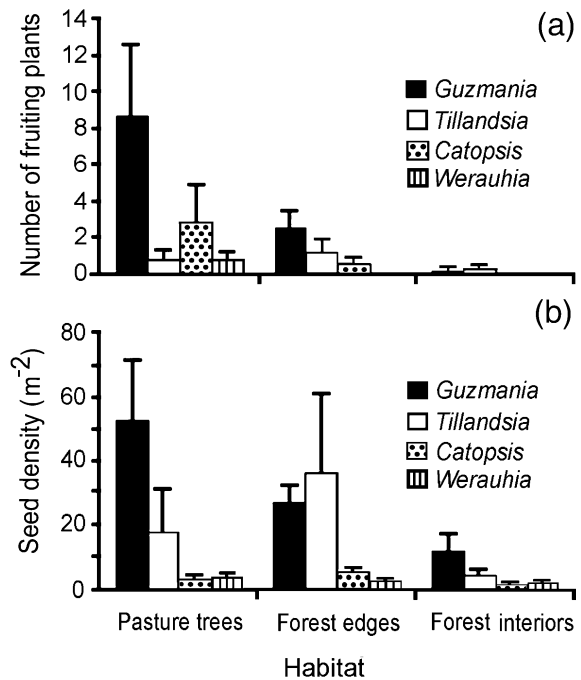 (a)
Number of fruiting plants
14
12
10
8
6
4
2
0
Guzmania
Tillandsia
Catopsis
Werauhia
(b)
Seed density (m-2)
80
60
40
20
0
Guzmania
Tillandsia
Catopsis
Werauhia
Pasture trees Forest edges Forest interiors
Habitat